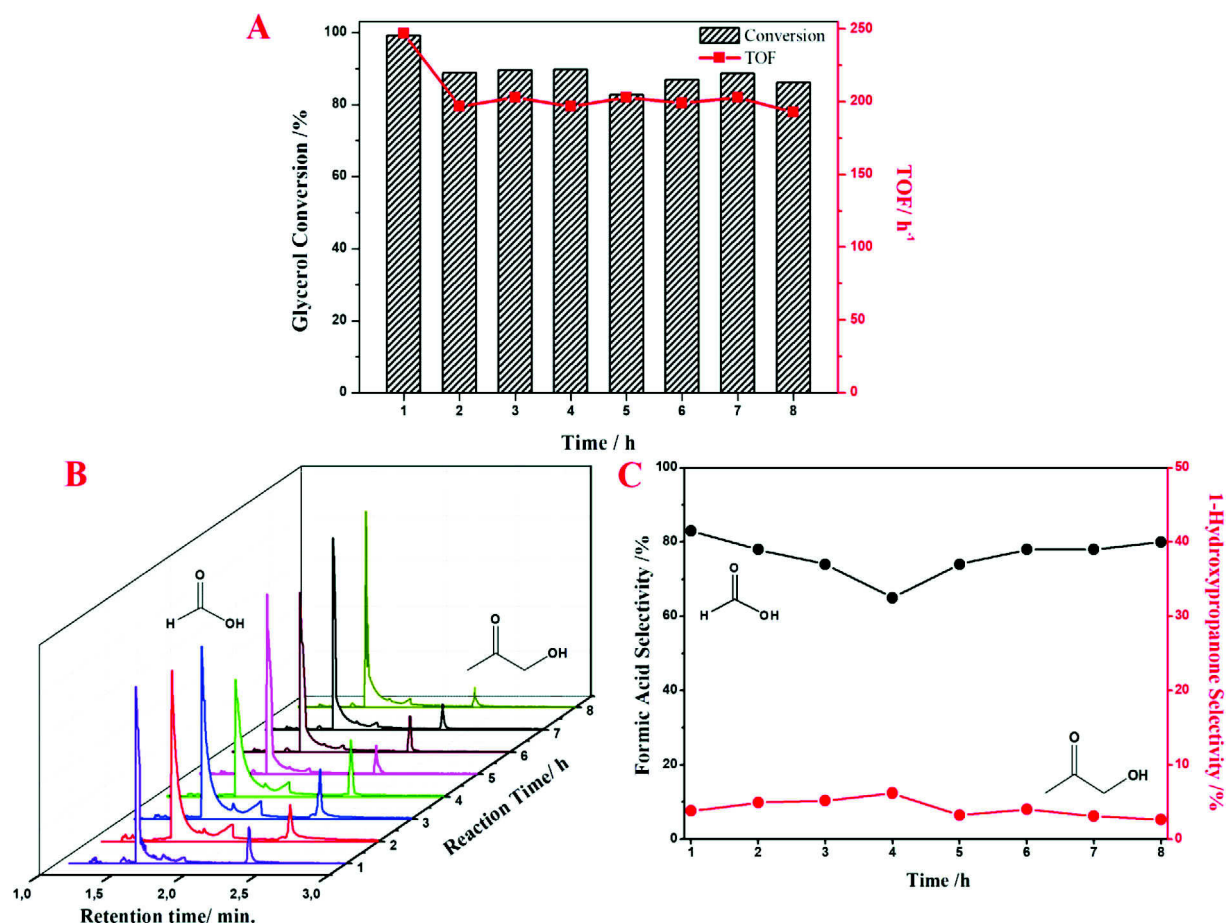 A
Glycerol Conversion /%
100
80
60
40
20
0
Conversion
TOF
250
200
150
100
50
0
TOF/ h⁻¹
1 2 3 4 5 6 7 8
Time / h
B
O
H OH
O
OH
8
7
6
5
4
3
2
1
Reaction Time/ h
1,0 1,5 2,0 2,5 3,0
Retention time/ min.
C
Formic Acid Selectivity /%
100
80
60
40
20
0
O
H OH
O
OH
50
40
30
20
10
0
1-Hydroxypropanone Selectivity /%
1 2 3 4 5 6 7 8
Time /h